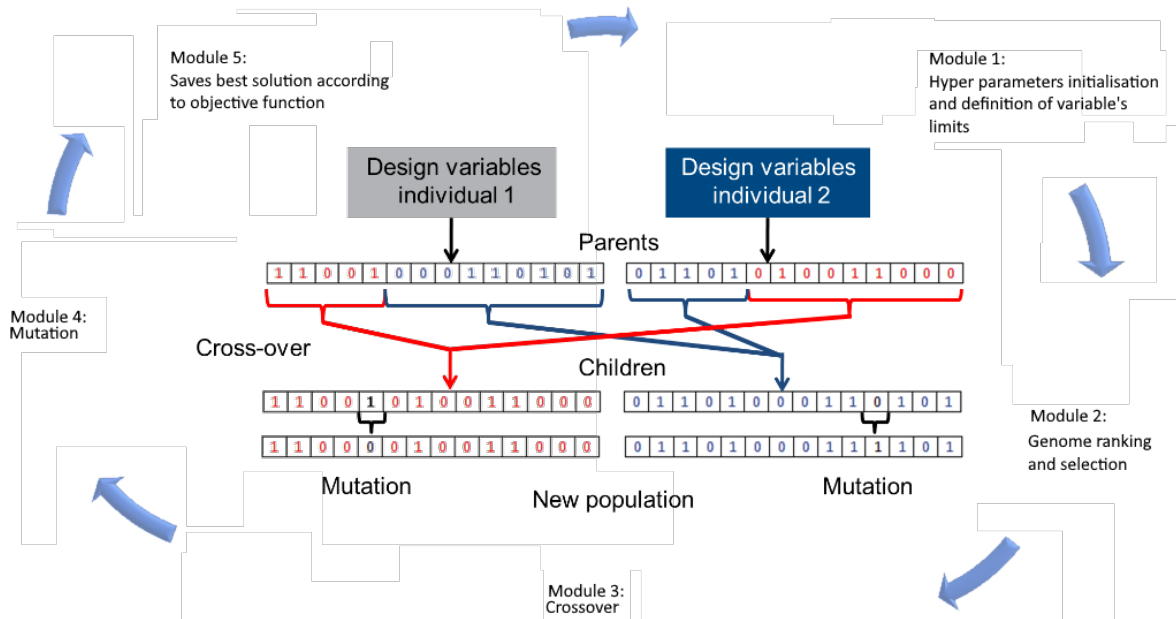 Module 5:
Saves best solution according
to objective function
Module 1:
Hyper parameters initialisation
and definition of variable's
limits
Design variables
individual 1
Design variables
individual 2
Parents
1 1 0 0 1 0 0 0 1 1 0 1 0 1
0 1 1 0 1 0 1 0 0 1 1 0 0 0
Module 4:
Mutation
Cross-over
Children
1 1 0 0 1 0 1 0 0 1 1 0 0 0
0 1 1 0 1 0 0 0 1 1 0 1 0 1
1 1 0 0 0 0 1 0 0 1 1 0 0 0
0 1 1 0 1 0 0 0 1 1 1 1 0 1
Module 2:
Genome ranking
and selection
Mutation
New population
Mutation
Module 3:
Crossover